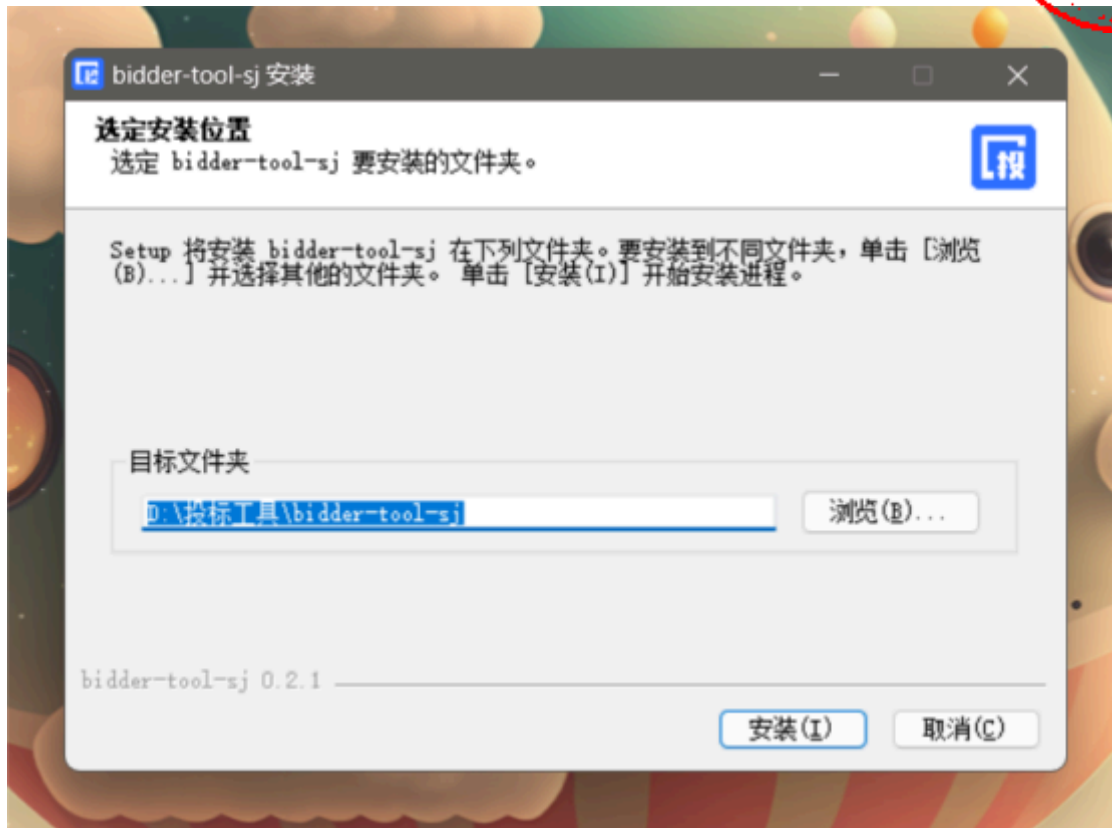 bidder-tool-sj 安装
选定安装位置
选定 bidder-tool-sj 要安装的文件夹。
投
Setup 将安装 bidder-tool-sj 在下列文件夹。要安装到不同文件夹，单击 [浏览
(B)...] 并选择其他的文件夹。 单击 [安装(I)] 开始安装进程。
目标文件夹
D:\投标工具\bidder-tool-sj
浏览(B)...
bidder-tool-sj 0.2.1
安装(I) 取消(C)